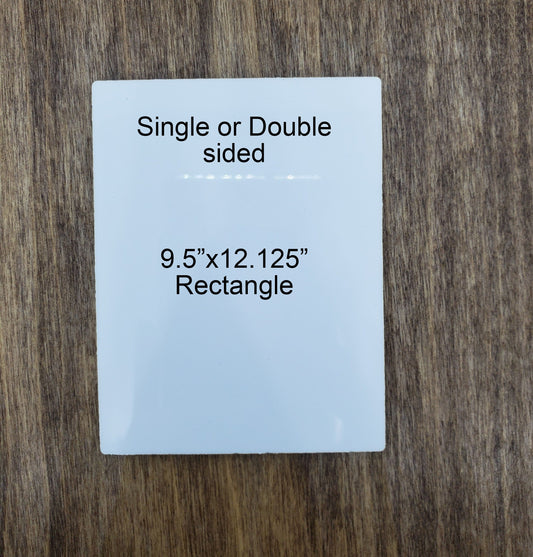 Single or Double
sided
9.5”x12.125”
Rectangle